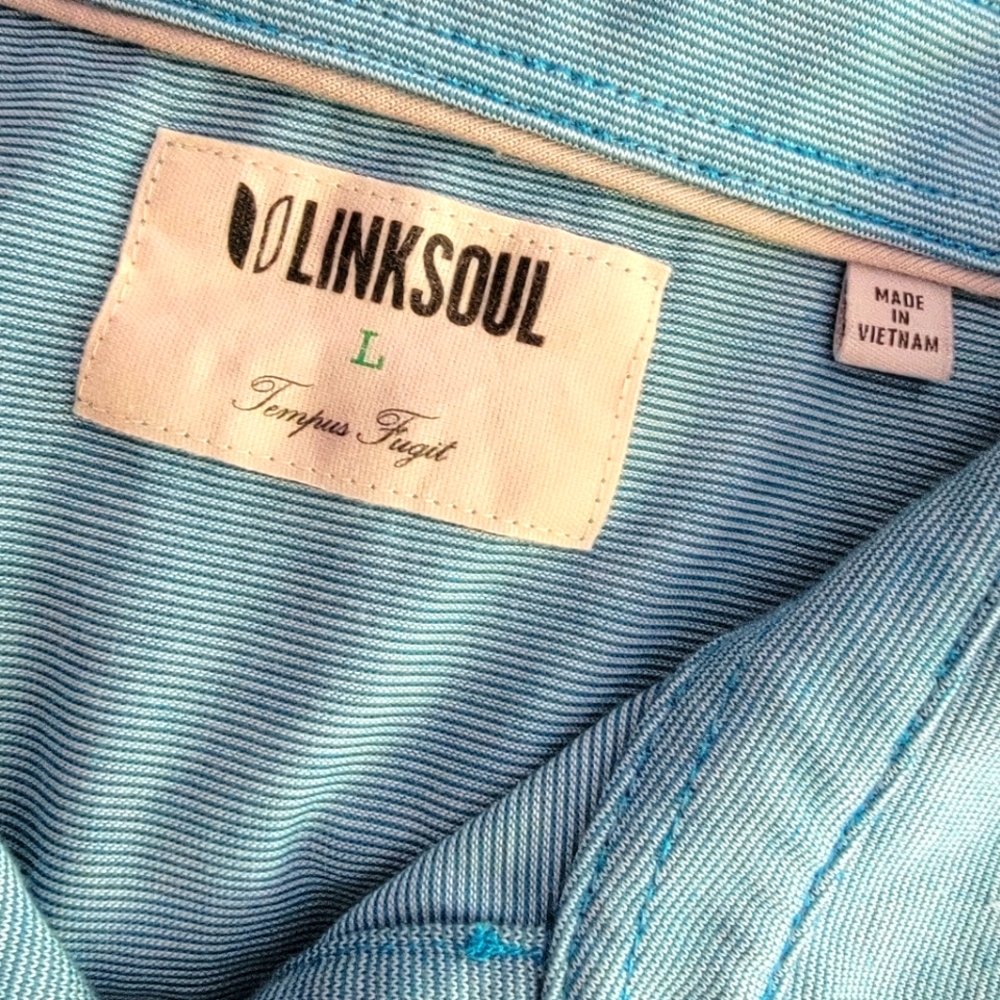 LINKSOUL
L
Tempus Fugit
MADE
IN
VIETNAM